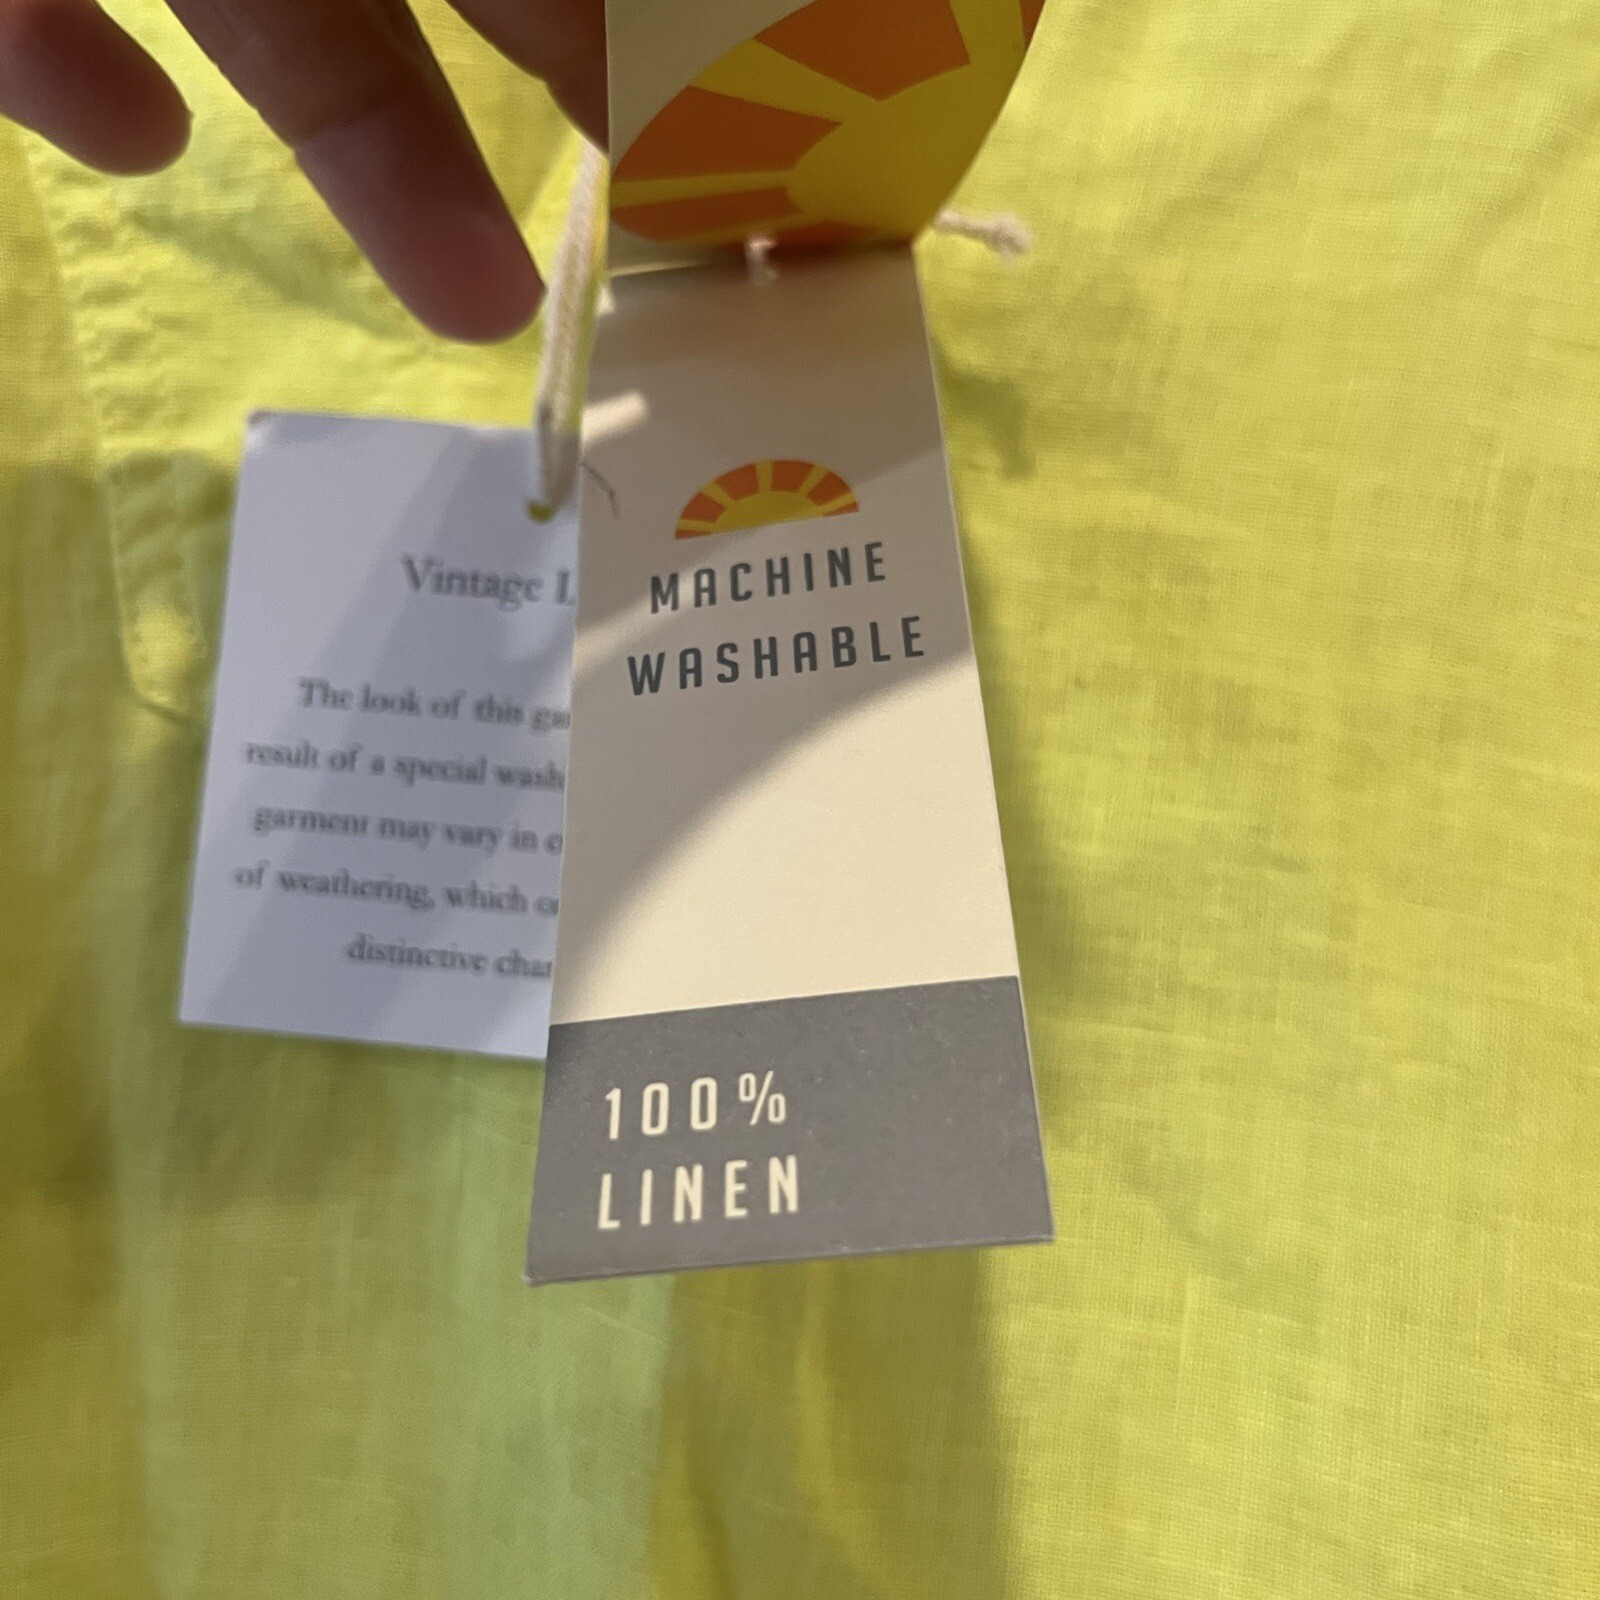 Vintage
The look of this
result of a special
garment may vary in
of weathering, which
distinctive
MACHINE
WASHABLE
100%
LINEN